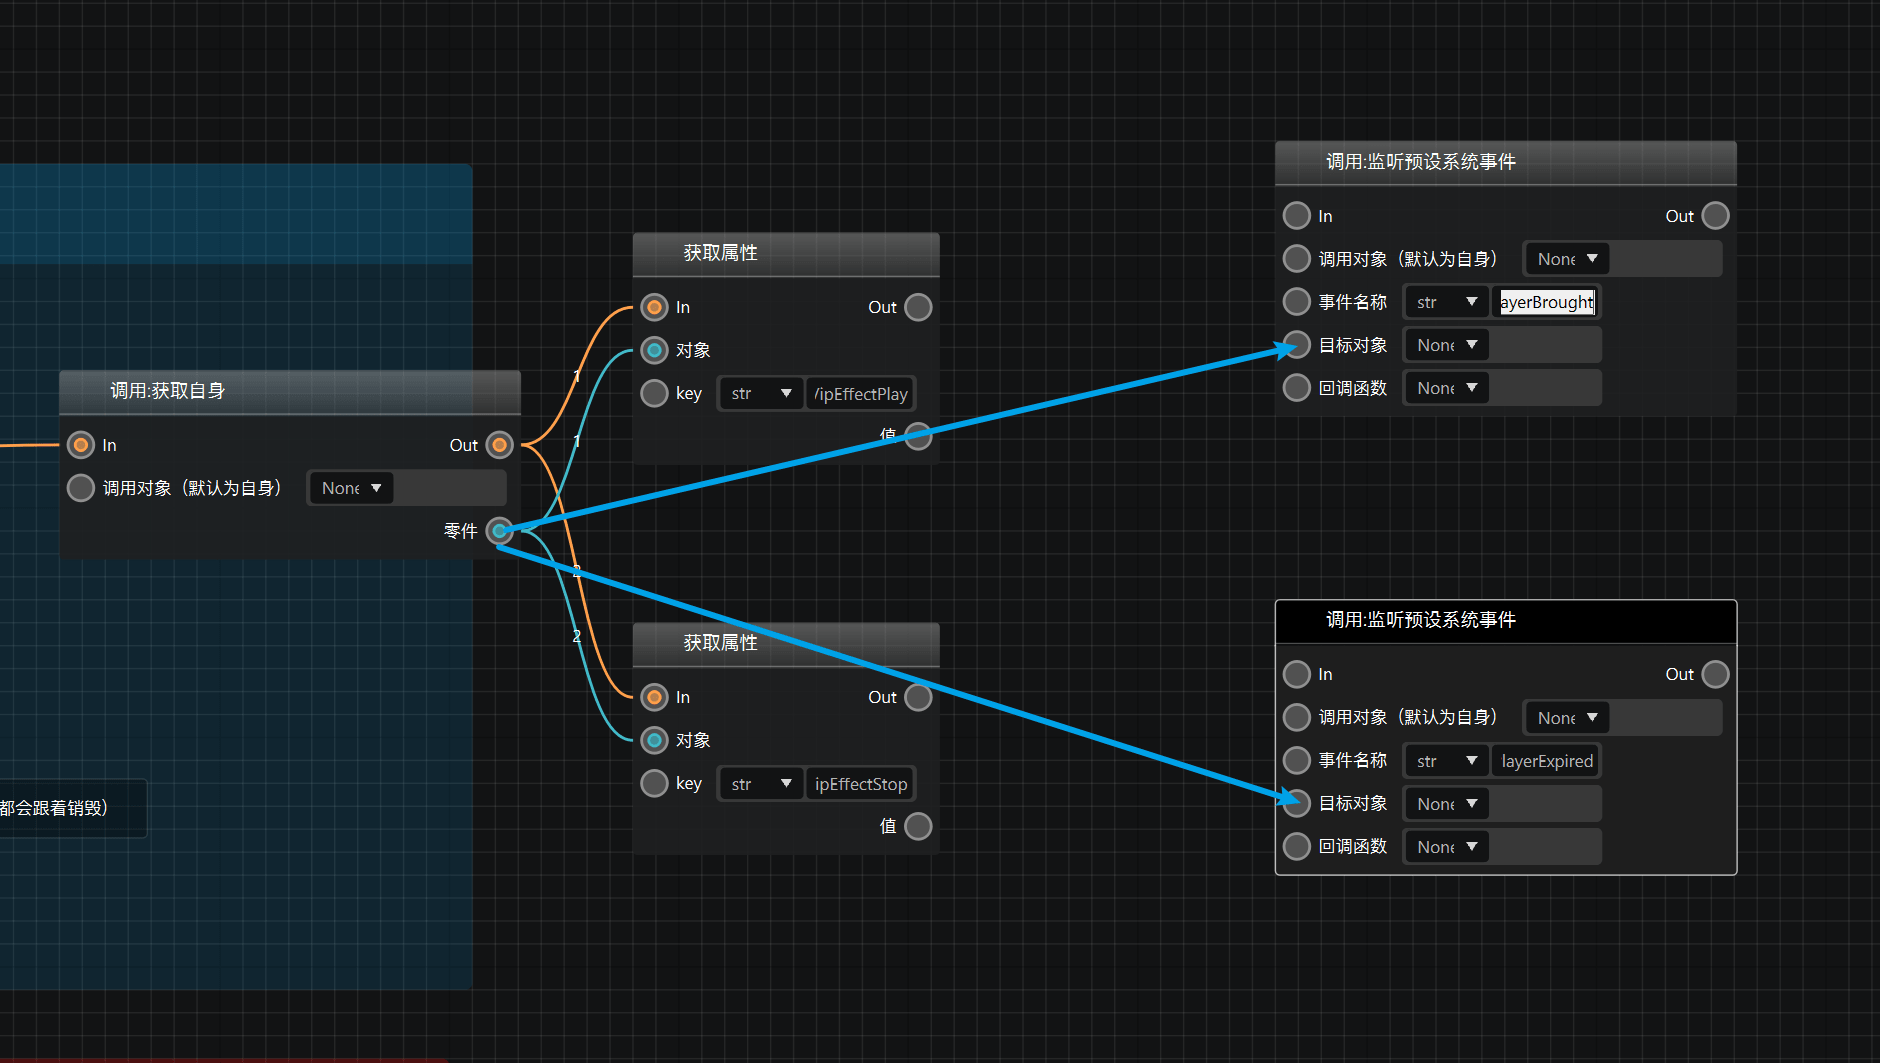 调用:获取自身
In
Out
调用对象（默认为自身）
None
零件
都会跟着销毁）
1
1
2
2
获取属性
In
Out
对象
key
str
VipEffectPlay
值
获取属性
In
Out
对象
key
str
ipEffectStop
值
调用:监听预设系统事件
In
Out
调用对象（默认为自身）
None
事件名称
str
ayerBrought
目标对象
None
回调函数
None
调用:监听预设系统事件
In
Out
调用对象（默认为自身）
None
事件名称
str
layerExpired
目标对象
None
回调函数
None